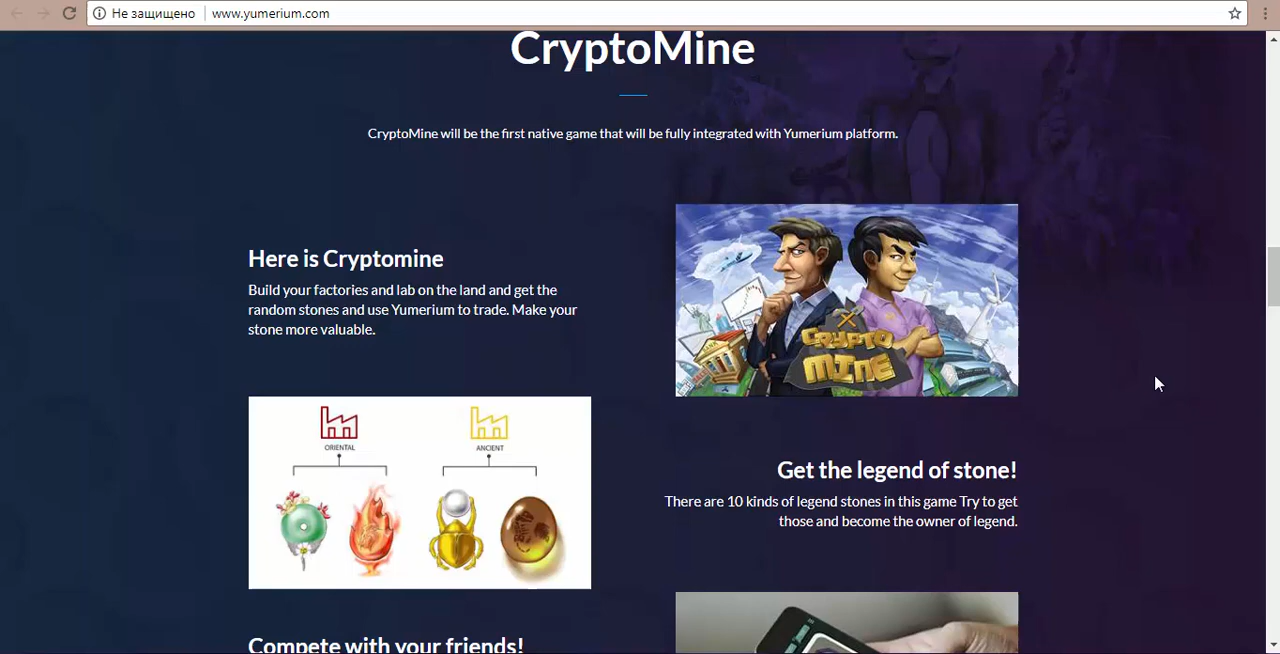 Не защищено
www.yumerium.com
CryptoMine
CryptoMine will be the first native game that will be fully integrated with Yumerium platform.
Here is Cryptomine
Build your factories and lab on the land and get the
random stones and use Yumerium to trade. Make your
stone more valuable.
BANK
CRYPTO
MINE
ORIENTAL
ANCIENT
Get the legend of stone!
There are 10 kinds of legend stones in this game Try to get
those and become the owner of legend.
Compete with your friends!